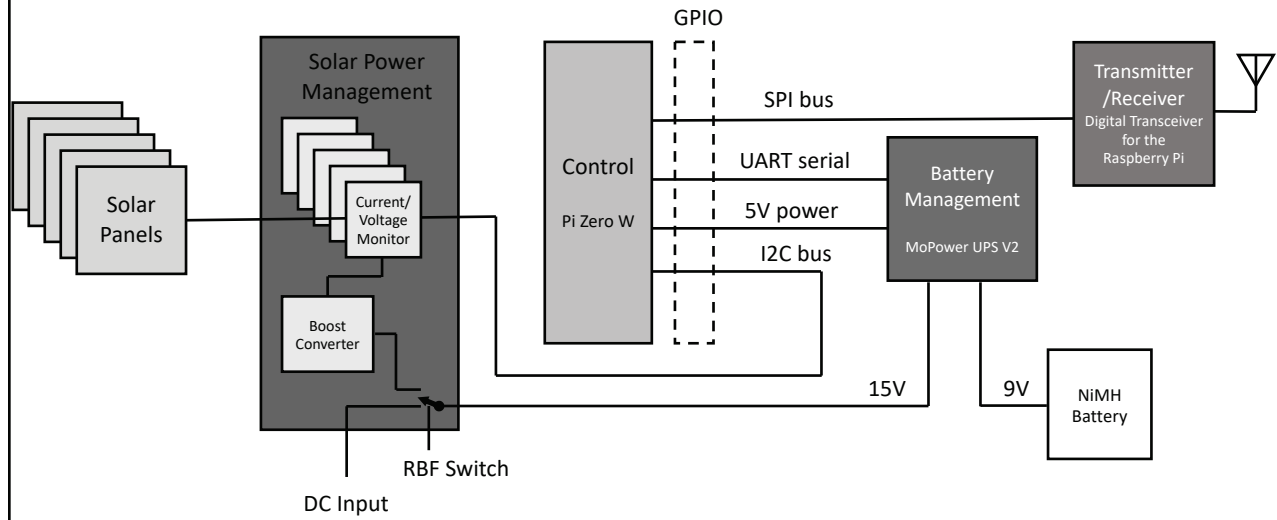 GPIO
Solar Power
Management
Transmitter
/Receiver
Digital Transceiver
for the
Raspberry Pi
SPI bus
Control
Pi Zero W
UART serial
Battery
Management
MoPower UPS V2
5V power
I2C bus
Solar
Panels
Current/
Voltage
Monitor
Boost
Converter
15V
9V
NiMH
Battery
RBF Switch
DC Input